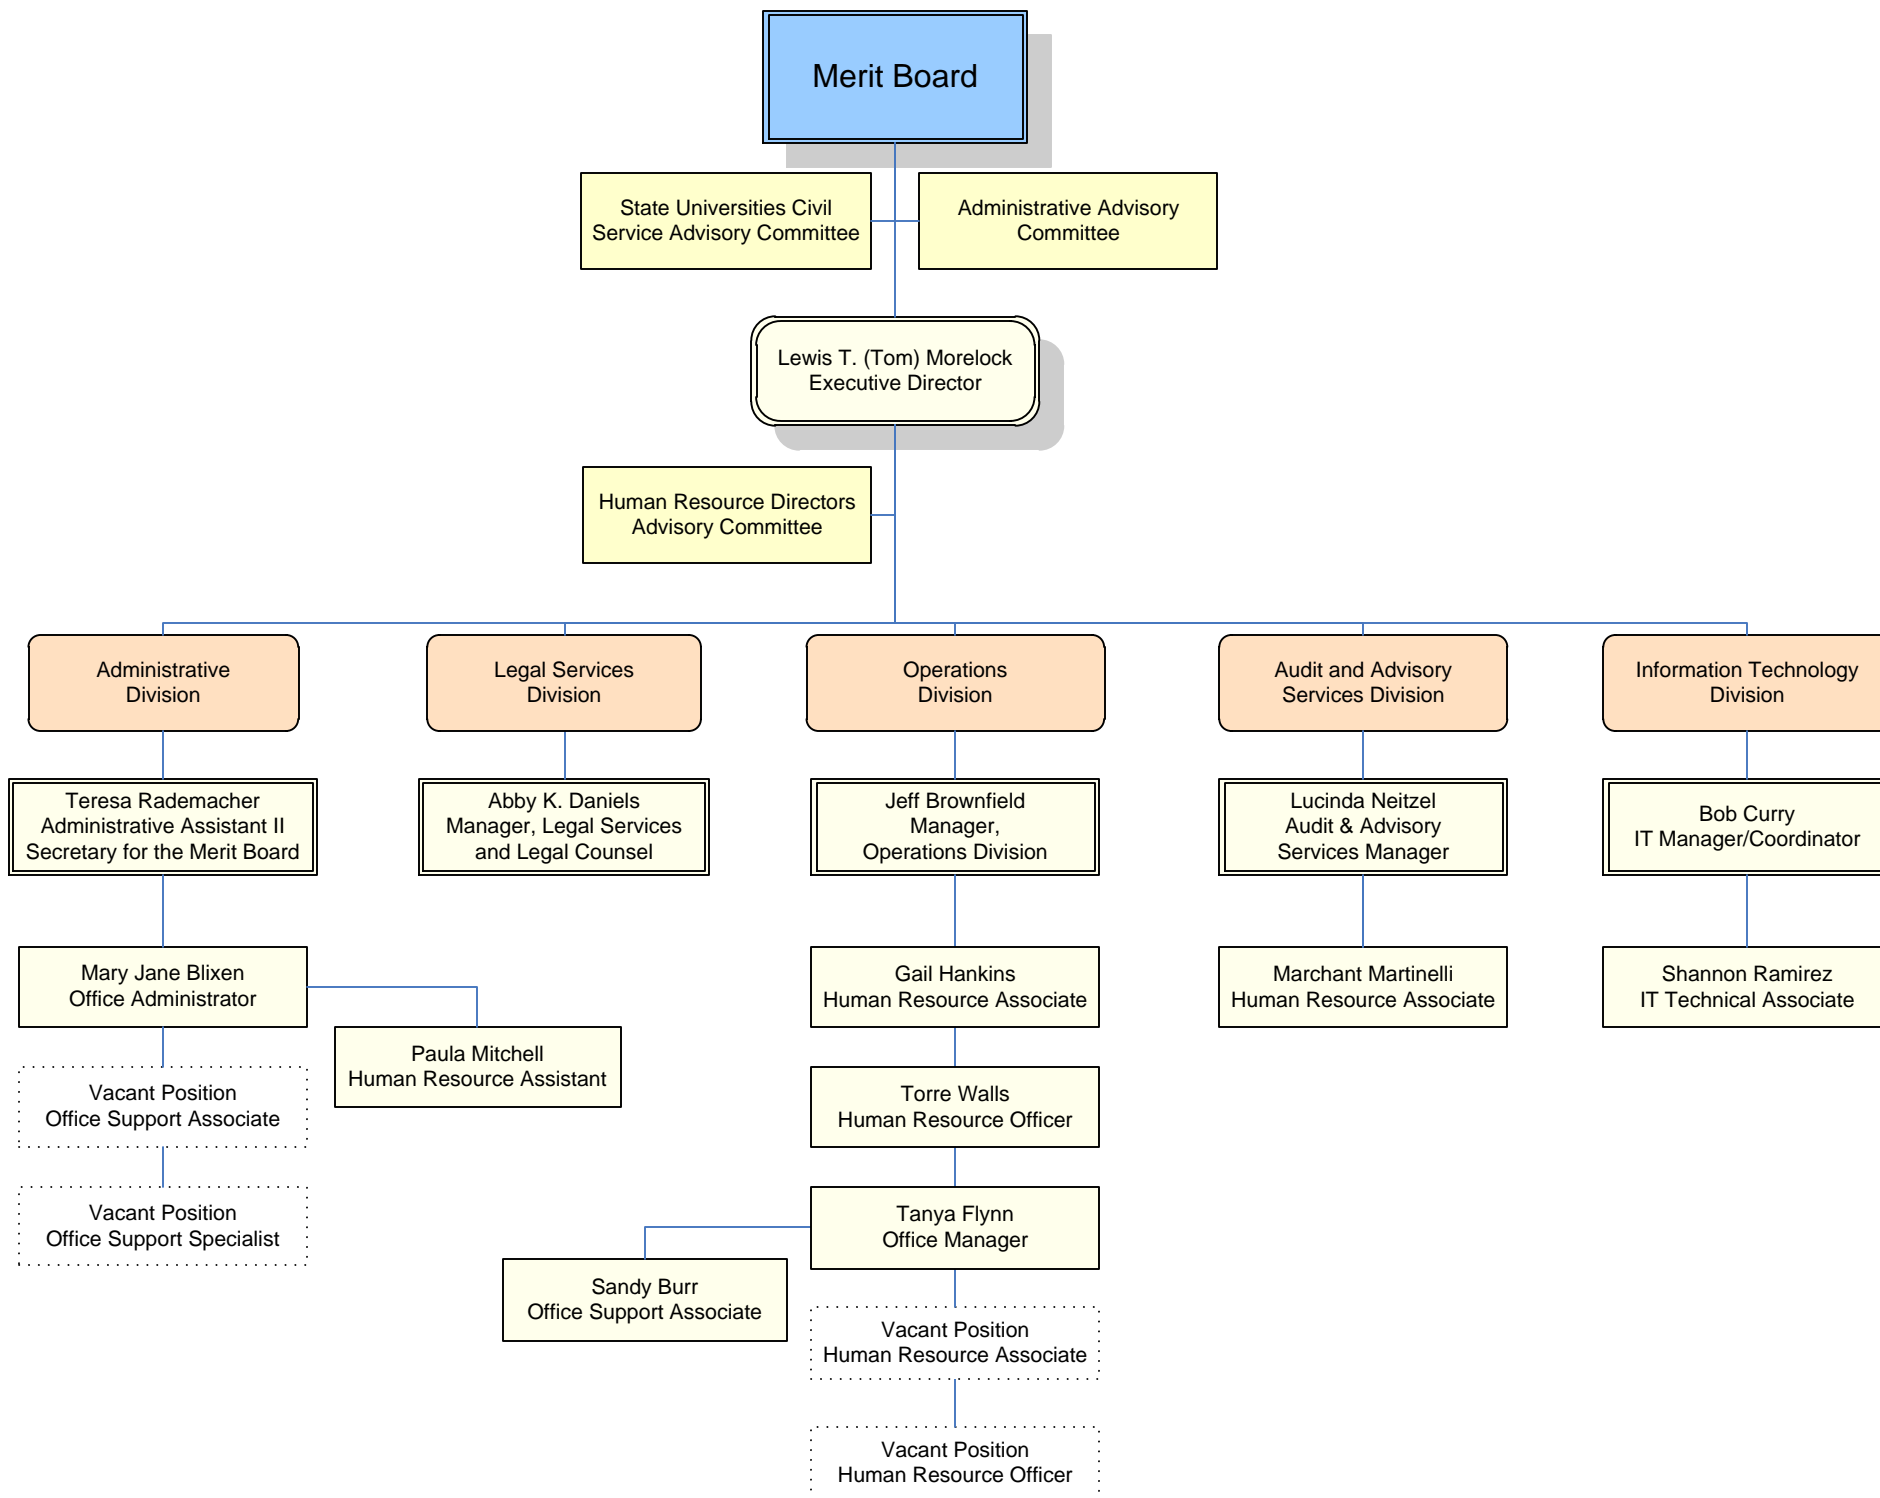 Merit Board
State Universities Civil
Service Advisory Committee
Administrative Advisory
Committee
Lewis T. (Tom) Morelock
Executive Director
Human Resource Directors
Advisory Committee
Administrative
Division
Legal Services
Division
Operations
Division
Audit and Advisory
Services Division
Information Technology
Division
Teresa Rademacher
Administrative Assistant II
Secretary for the Merit Board
Abby K. Daniels
Manager, Legal Services
and Legal Counsel
Jeff Brownfield
Manager,
Operations Division
Lucinda Neitzel
Audit & Advisory
Services Manager
Bob Curry
IT Manager/Coordinator
Mary Jane Blixen
Office Administrator
Gail Hankins
Human Resource Associate
Marchant Martinelli
Human Resource Associate
Shannon Ramirez
IT Technical Associate
Paula Mitchell
Human Resource Assistant
Vacant Position
Office Support Associate
Torre Walls
Human Resource Officer
Vacant Position
Office Support Specialist
Tanya Flynn
Office Manager
Sandy Burr
Office Support Associate
Vacant Position
Human Resource Associate
Vacant Position
Human Resource Officer